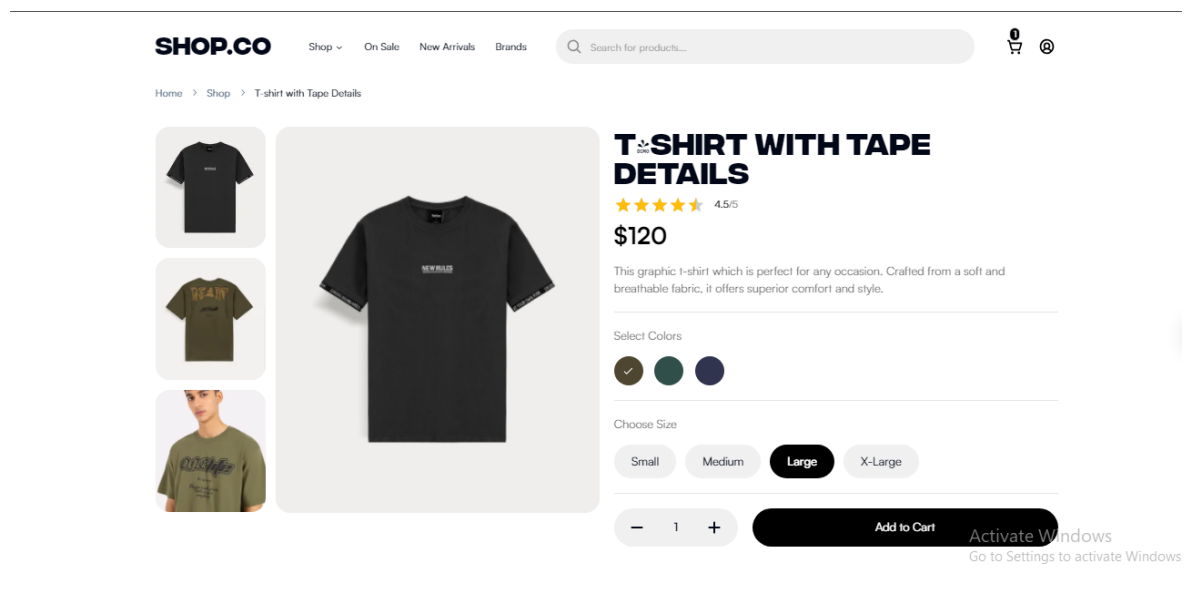 SHOP.CO
Shop
On Sale
New Arrivals
Brands
Search for products...
1
Home > Shop > T-shirt with Tape Details
T-SHIRT WITH TAPE
DETAILS
4.5/5
$120
This graphic t-shirt which is perfect for any occasion. Crafted from a soft and
breathable fabric, it offers superior comfort and style.
Select Colors
Choose Size
Small
Medium
Large
X-Large
− 1 +
Add to Cart
NEW RULES
Activate Windows
Go to Settings to activate Windows